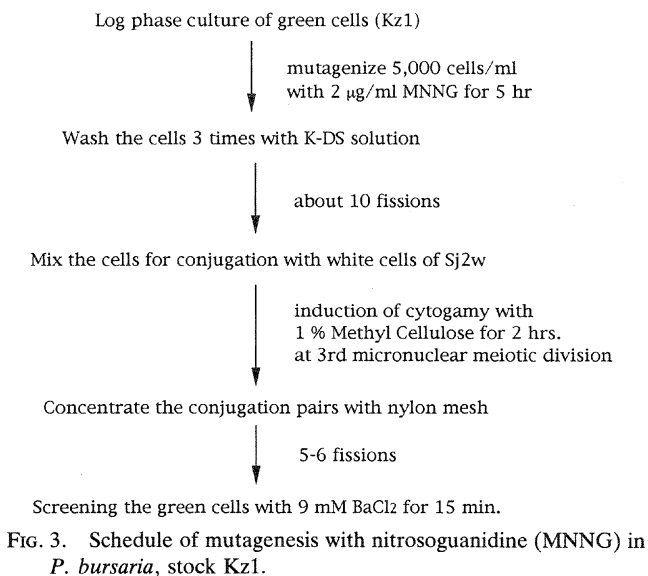 Log phase culture of green cells (Kz1)
mutagenize 5,000 cells/ml
with 2 μg/ml MNNG for 5 hr
Wash the cells 3 times with K-DS solution
about 10 fissions
Mix the cells for conjugation with white cells of Sj2w
induction of cytogamy with
1 % Methyl Cellulose for 2 hrs.
at 3rd micronuclear meiotic division
Concentrate the conjugation pairs with nylon mesh
5-6 fissions
Screening the green cells with 9 mM BaCl2 for 15 min.
FIG. 3. Schedule of mutagenesis with nitrosoguanidine (MNNG) in
P. bursaria, stock Kz1.